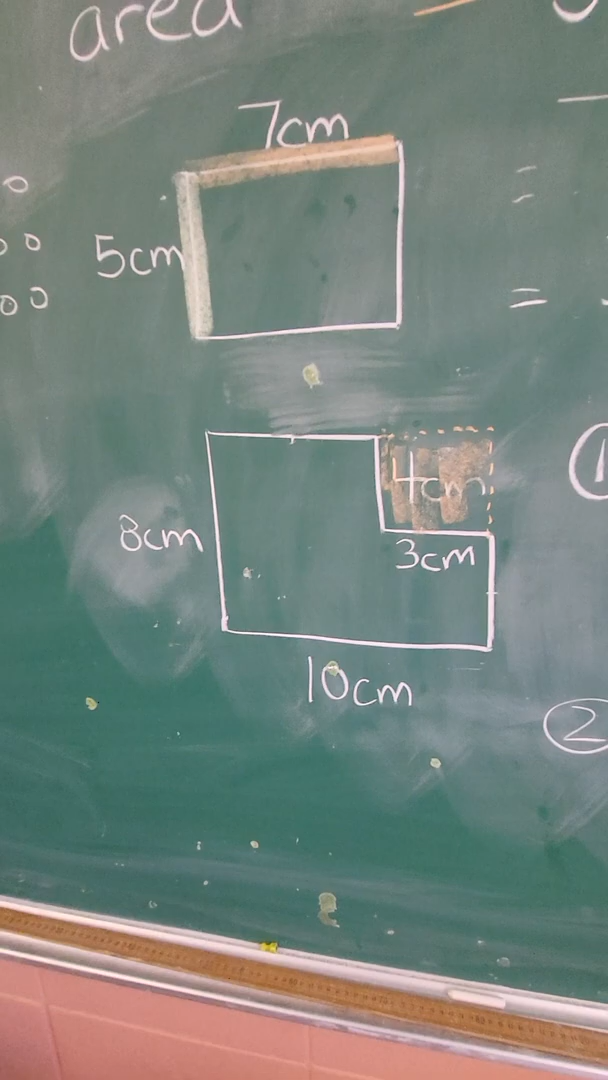 area
7cm
5cm
=
=
4cm
8cm
3cm
10cm
①
②